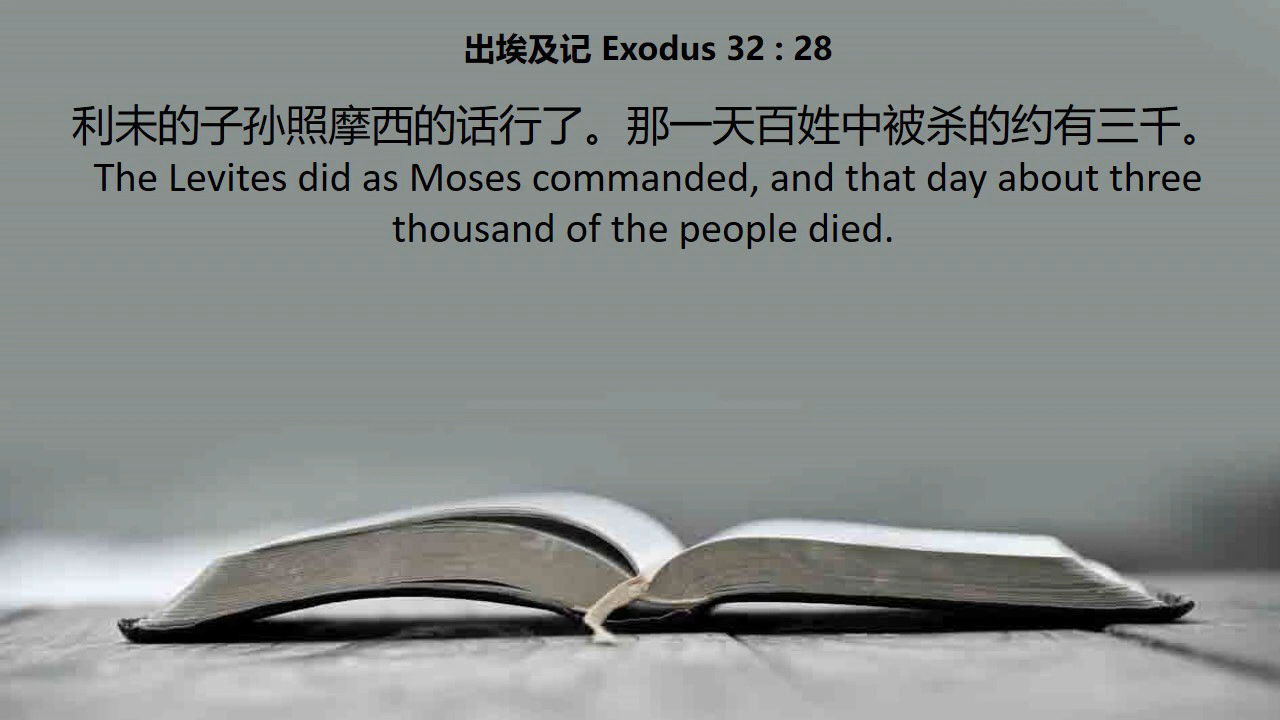 出埃及记 Exodus 32 : 28
利未的子孙照摩西的话行了。那一天百姓中被杀的约有三千。
The Levites did as Moses commanded, and that day about three
thousand of the people died.